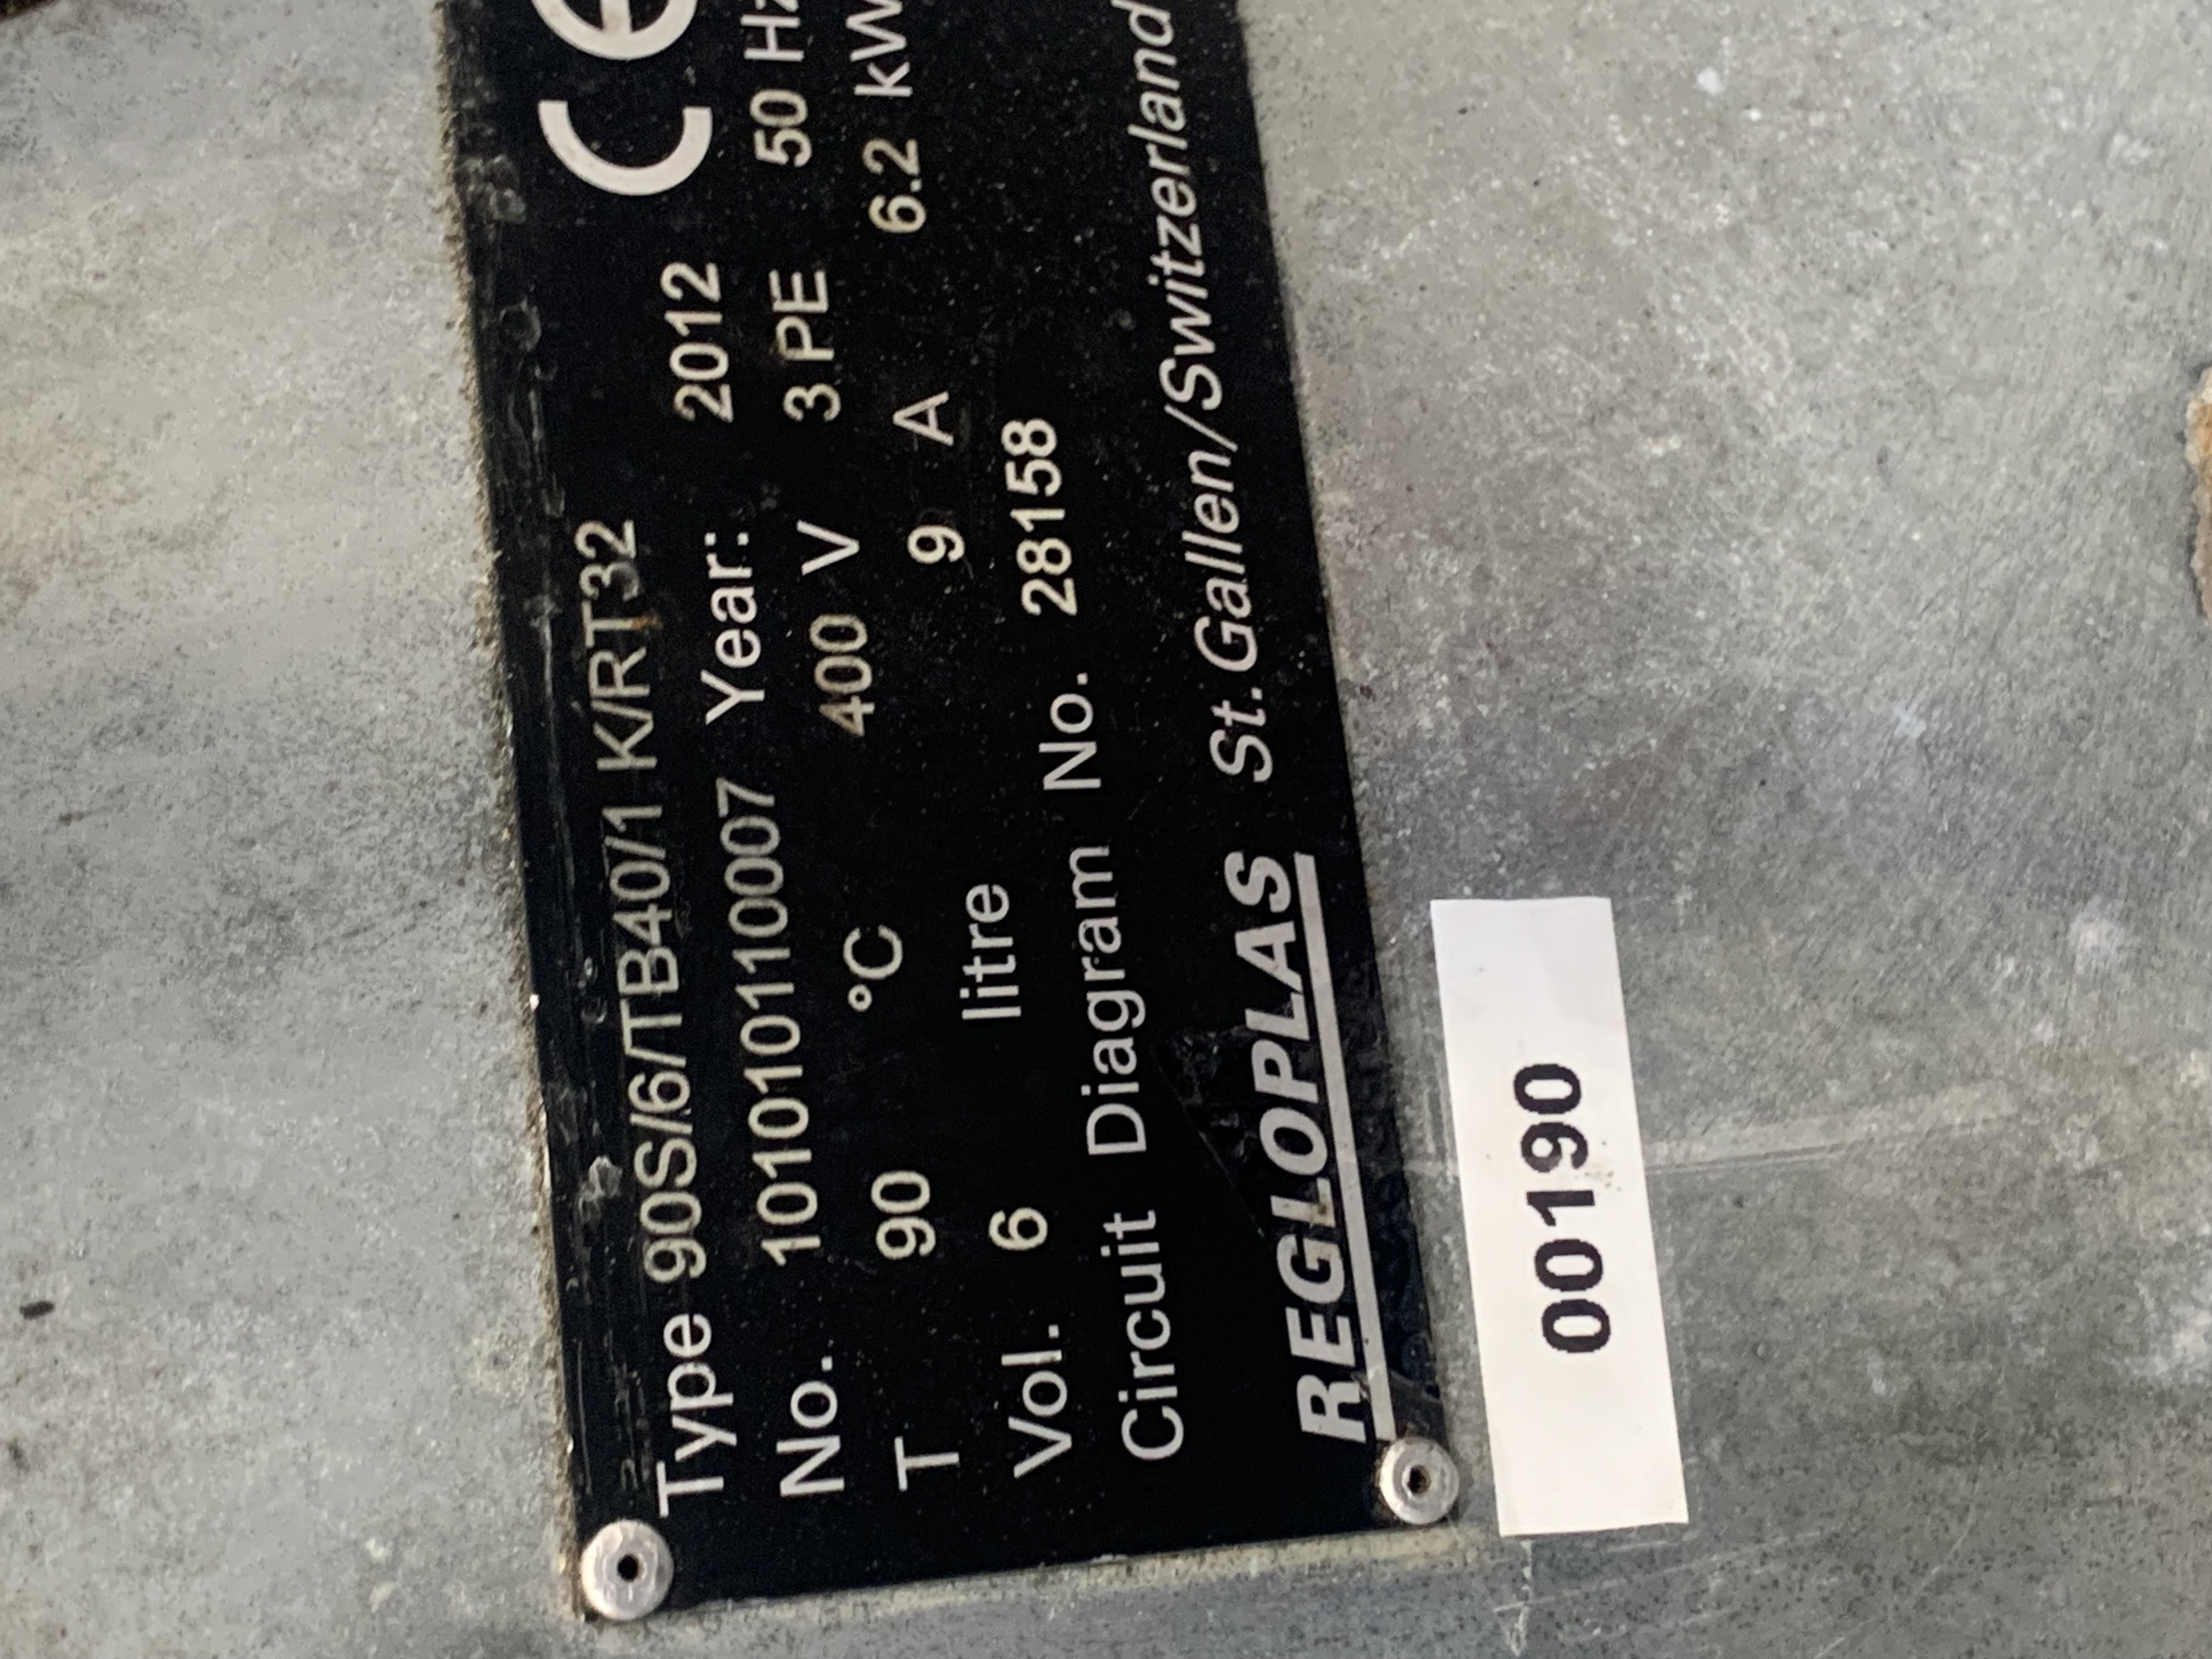 CE
Type 90S/6/TB40/1 K/RT32
No. 10101010110007 Year: 2012
T 90 °C 400 V 3 PE 50 Hz
Vol. 6 litre 9 A 6.2 kW
Circuit Diagram No. 28158
REGLOPLAS St. Gallen/Switzerland
00190